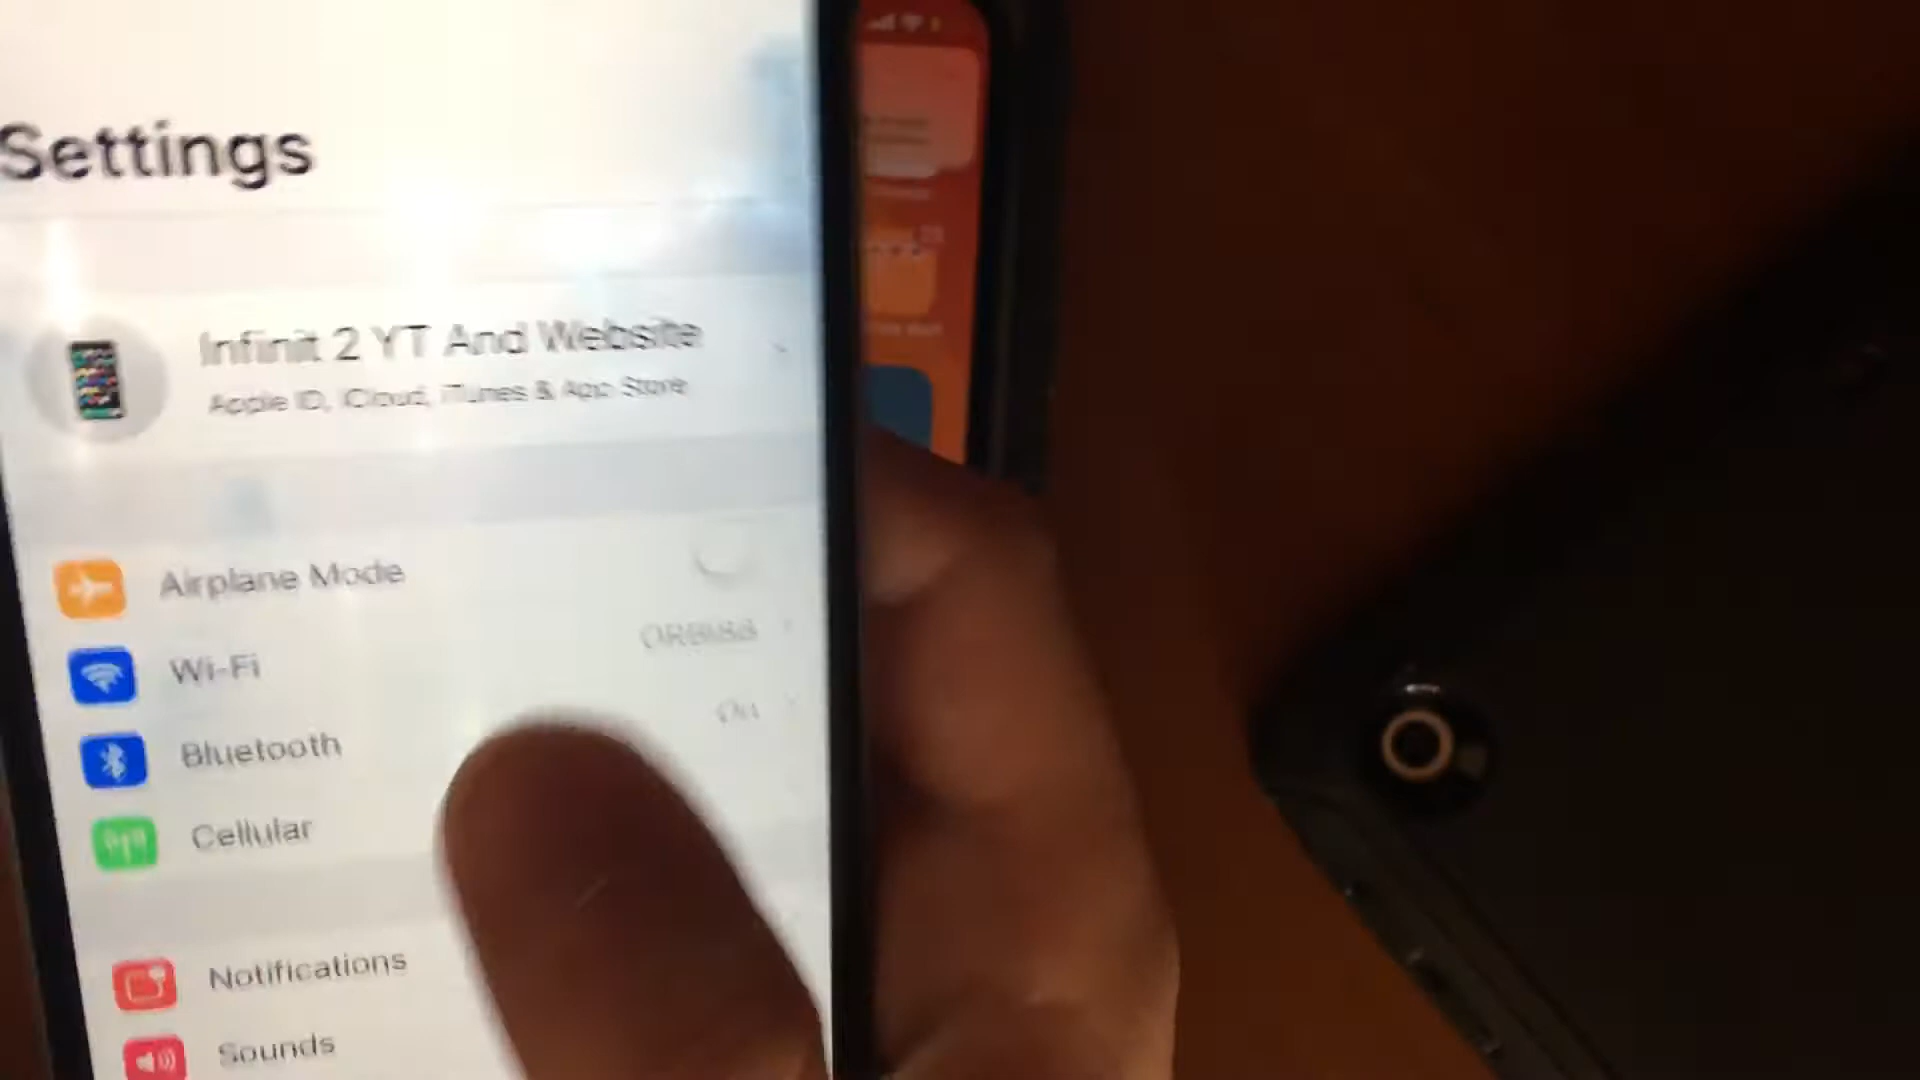 Settings
Infinit 2 YT And Website
Apple ID, iCloud, iTunes & App Store
Airplane Mode
Wi-Fi
Bluetooth
On
Cellular
Notifications
Sounds